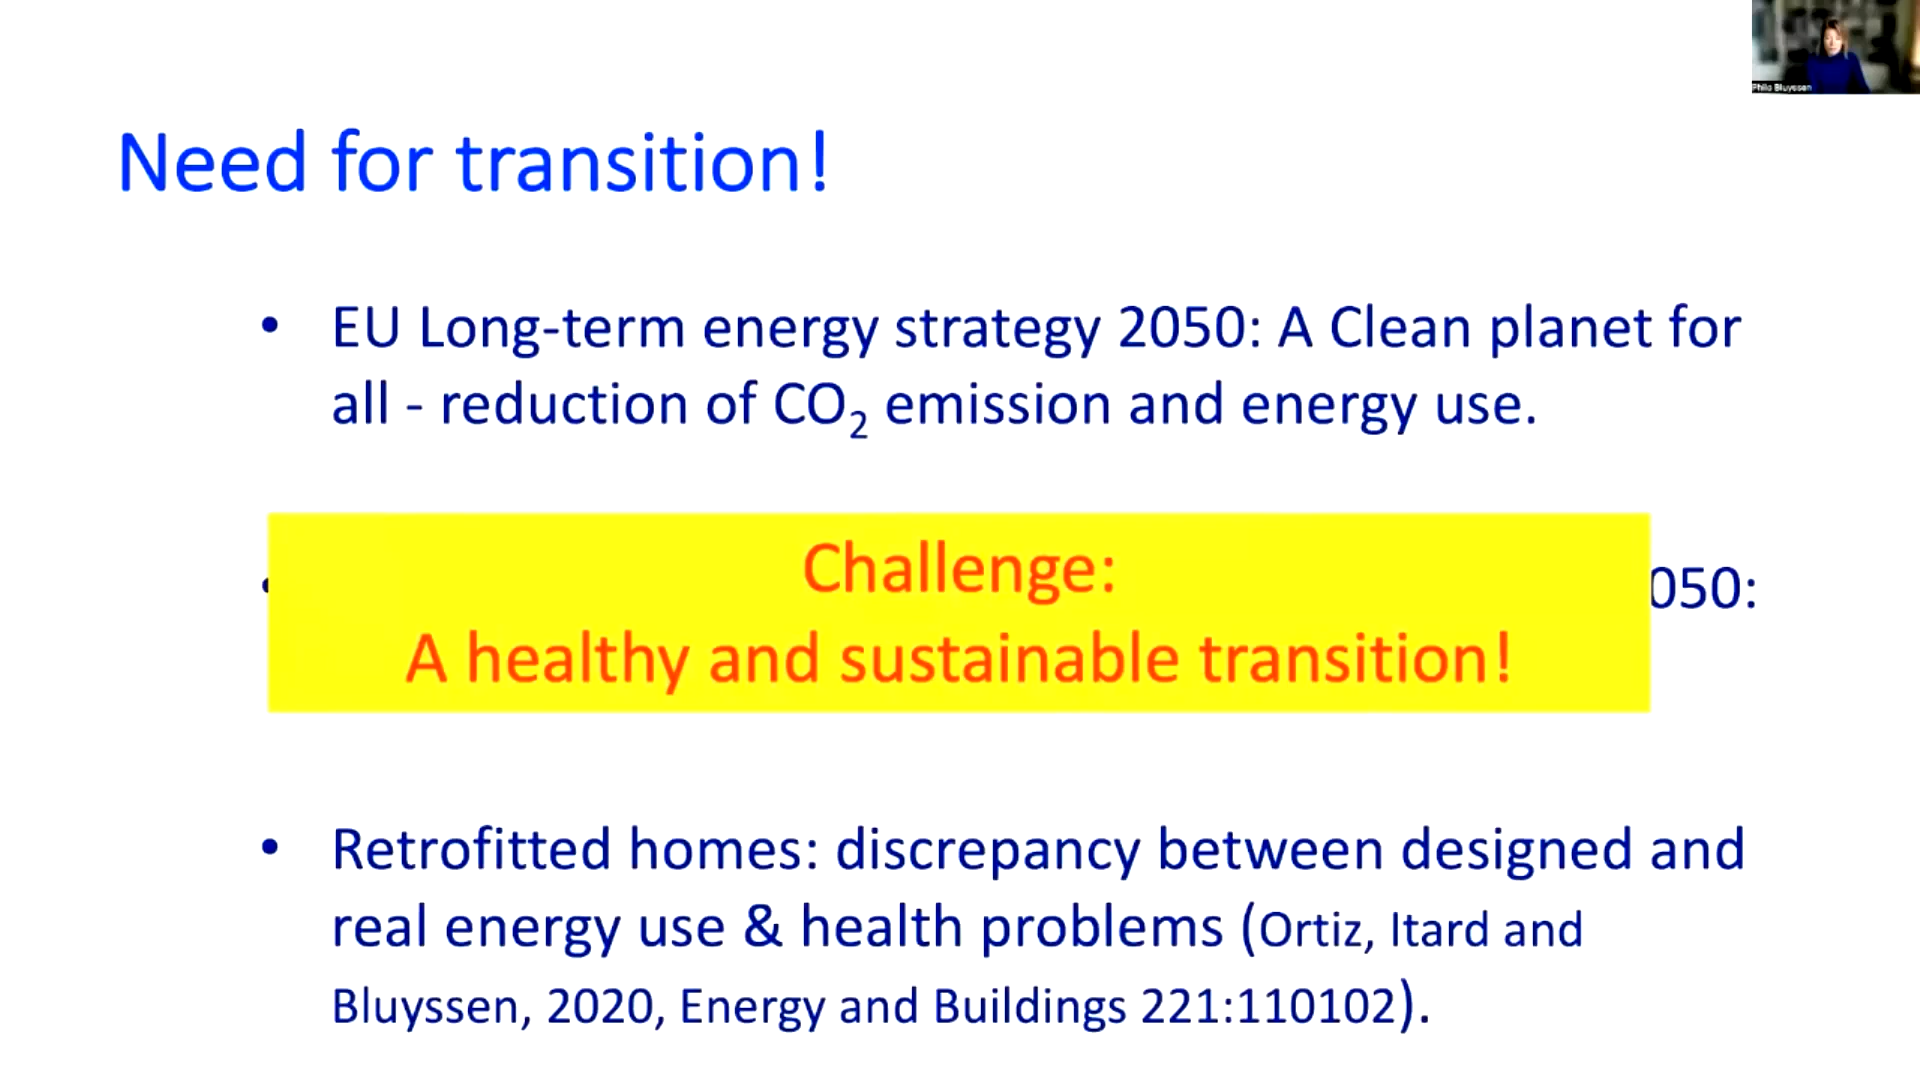 Philo Bluyssen
Need for transition!
• EU Long-term energy strategy 2050: A Clean planet for
all - reduction of CO₂ emission and energy use.
Challenge:
050:
A healthy and sustainable transition!
• Retrofitted homes: discrepancy between designed and
real energy use & health problems (Ortiz, Itard and
Bluyssen, 2020, Energy and Buildings 221:110102).